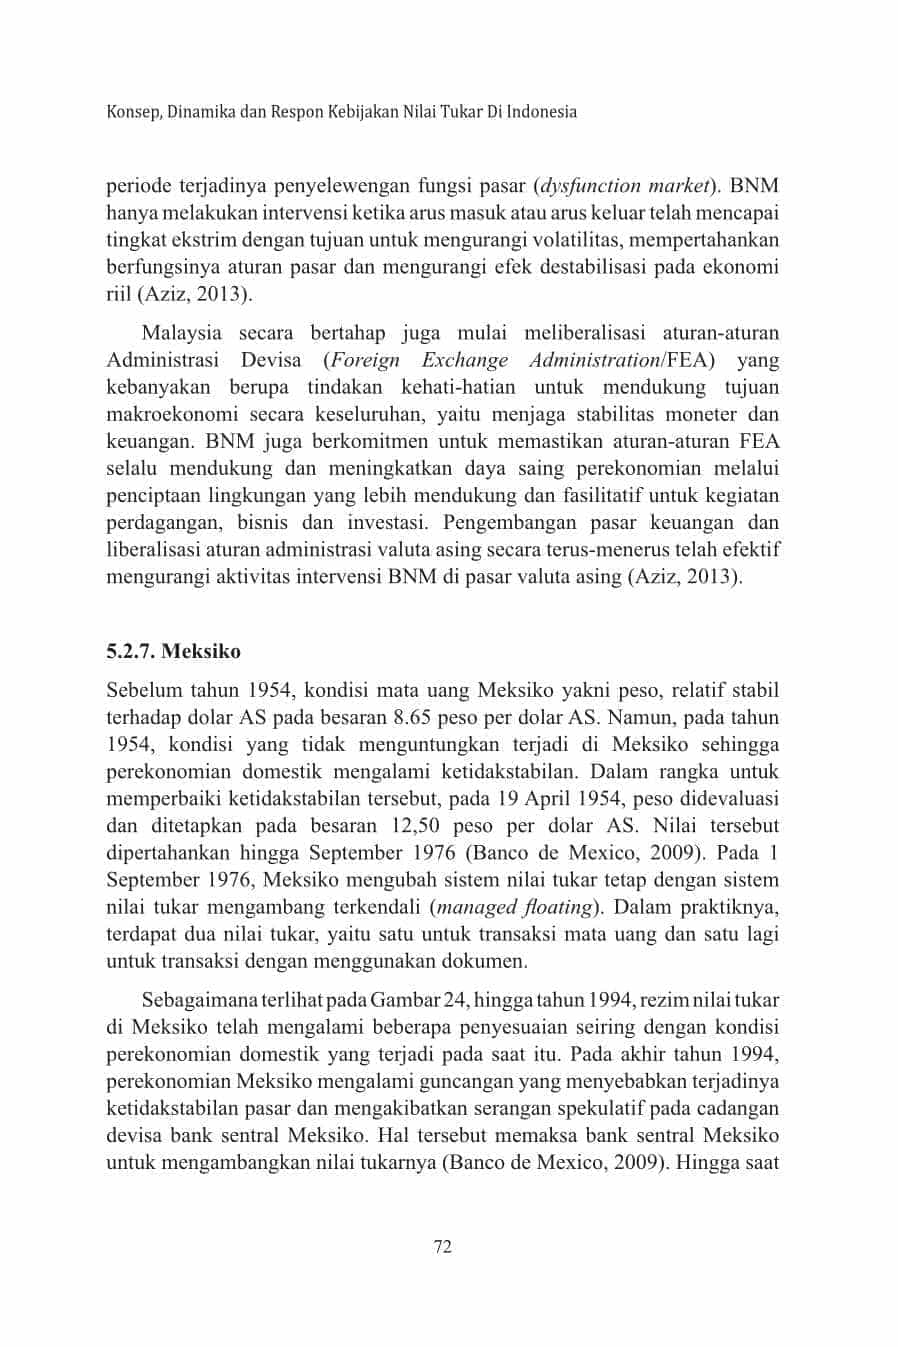 Konsep, Dinamika dan Respon Kebijakan Nilai Tukar Di Indonesia
periode terjadinya penyelewengan fungsi pasar (dysfunction market). BNM
hanya melakukan intervensi ketika arus masuk atau arus keluar telah mencapai
tingkat ekstrim dengan tujuan untuk mengurangi volatilitas, mempertahankan
berfungsinya aturan pasar dan mengurangi efek destabilisasi pada ekonomi
riil (Aziz, 2013).
Malaysia secara bertahap juga mulai meliberalisasi aturan-aturan
Administrasi Devisa (Foreign Exchange Administration/FEA) yang
kebanyakan berupa tindakan kehati-hatian untuk mendukung tujuan
makroekonomi secara keseluruhan, yaitu menjaga stabilitas moneter dan
keuangan. BNM juga berkomitmen untuk memastikan aturan-aturan FEA
selalu mendukung dan meningkatkan daya saing perekonomian melalui
penciptaan lingkungan yang lebih mendukung dan fasilitatif untuk kegiatan
perdagangan, bisnis dan investasi. Pengembangan pasar keuangan dan
liberalisasi aturan administrasi valuta asing secara terus-menerus telah efektif
mengurangi aktivitas intervensi BNM di pasar valuta asing (Aziz, 2013).
5.2.7. Meksiko
Sebelum tahun 1954, kondisi mata uang Meksiko yakni peso, relatif stabil
terhadap dolar AS pada besaran 8.65 peso per dolar AS. Namun, pada tahun
1954, kondisi yang tidak menguntungkan terjadi di Meksiko sehingga
perekonomian domestik mengalami ketidakstabilan. Dalam rangka untuk
memperbaiki ketidakstabilan tersebut, pada 19 April 1954, peso didevaluasi
dan ditetapkan pada besaran 12,50 peso per dolar AS. Nilai tersebut
dipertahankan hingga September 1976 (Banco de Mexico, 2009). Pada 1
September 1976, Meksiko mengubah sistem nilai tukar tetap dengan sistem
nilai tukar mengambang terkendali (managed floating). Dalam praktiknya,
terdapat dua nilai tukar, yaitu satu untuk transaksi mata uang dan satu lagi
untuk transaksi dengan menggunakan dokumen.
Sebagaimana terlihat pada Gambar 24, hingga tahun 1994, rezim nilai tukar
di Meksiko telah mengalami beberapa penyesuaian seiring dengan kondisi
perekonomian domestik yang terjadi pada saat itu. Pada akhir tahun 1994,
perekonomian Meksiko mengalami guncangan yang menyebabkan terjadinya
ketidakstabilan pasar dan mengakibatkan serangan spekulatif pada cadangan
devisa bank sentral Meksiko. Hal tersebut memaksa bank sentral Meksiko
untuk mengambangkan nilai tukarnya (Banco de Mexico, 2009). Hingga saat
72